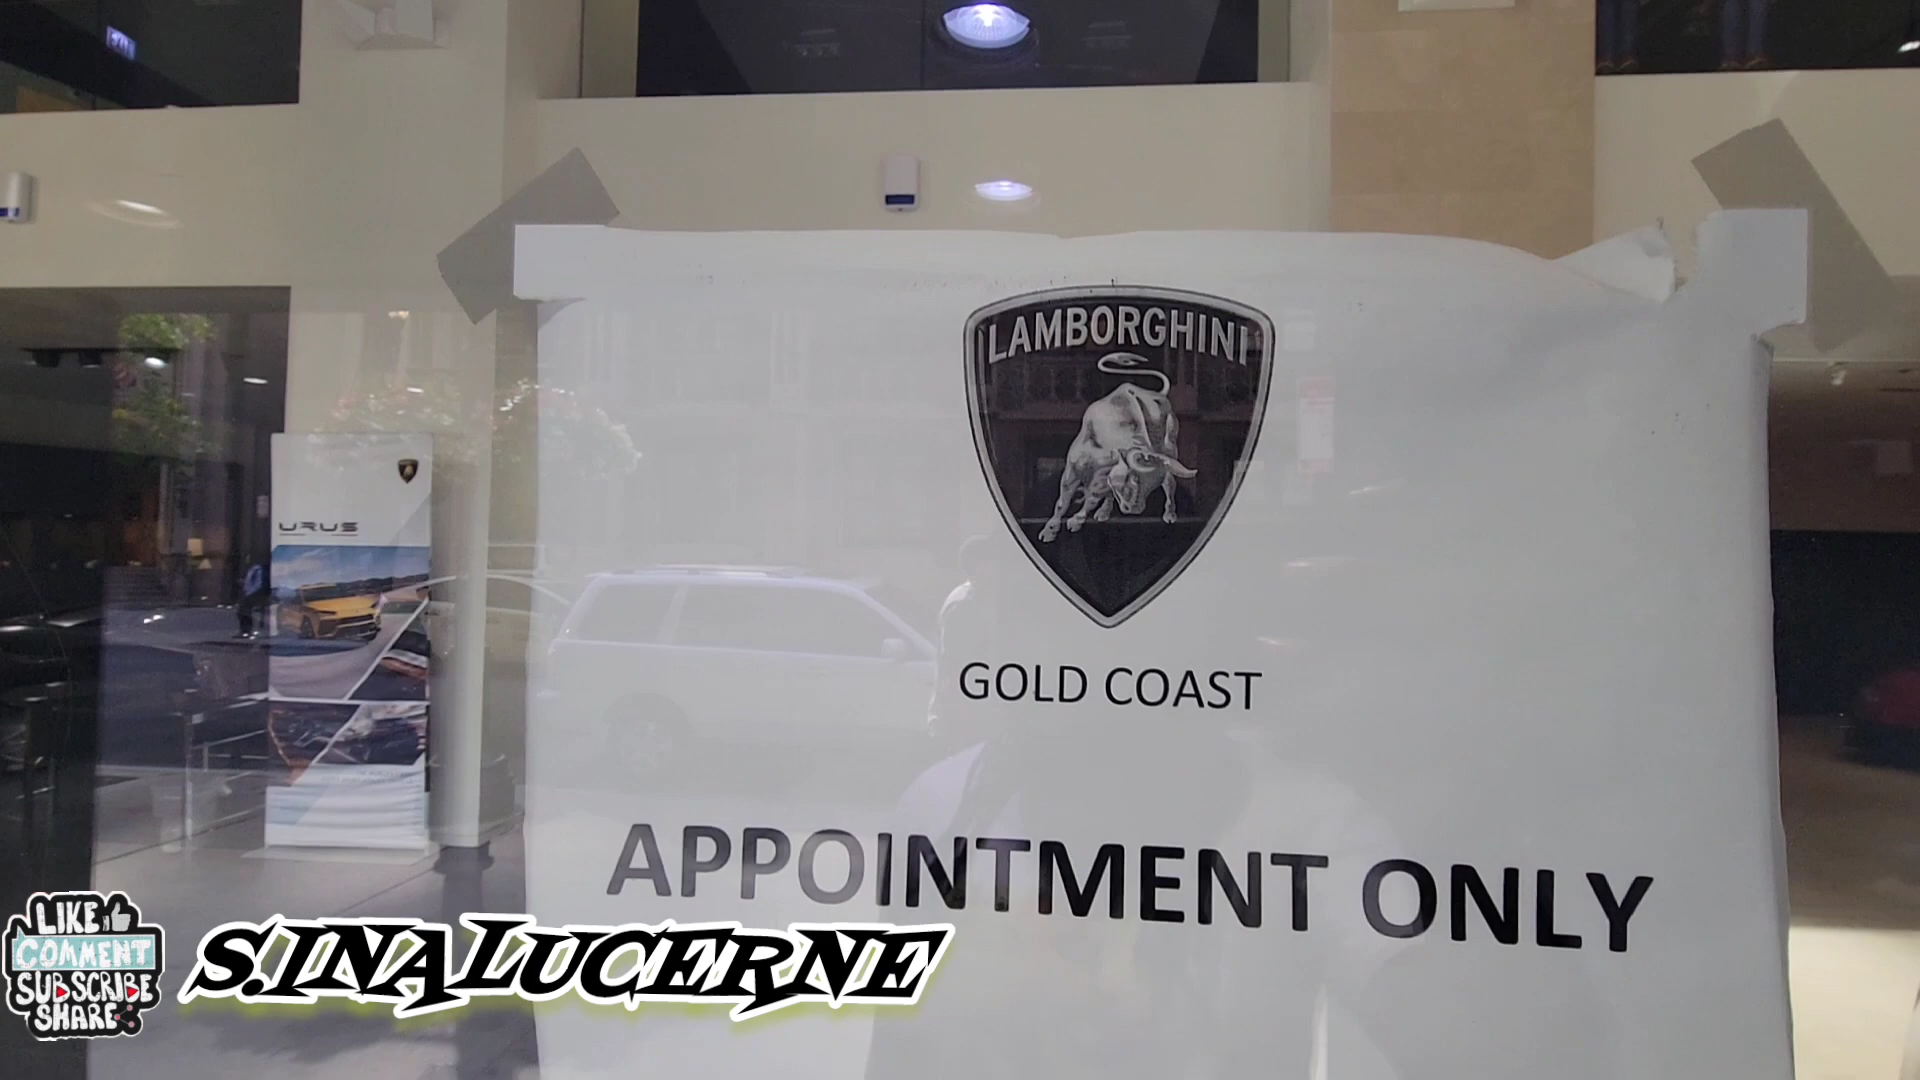 LAMBORGHINI
GOLD COAST
APPOINTMENT ONLY
URUS
LIKE
COMMENT
SUBSCRIBE
SHARE
S.INALUCERNE